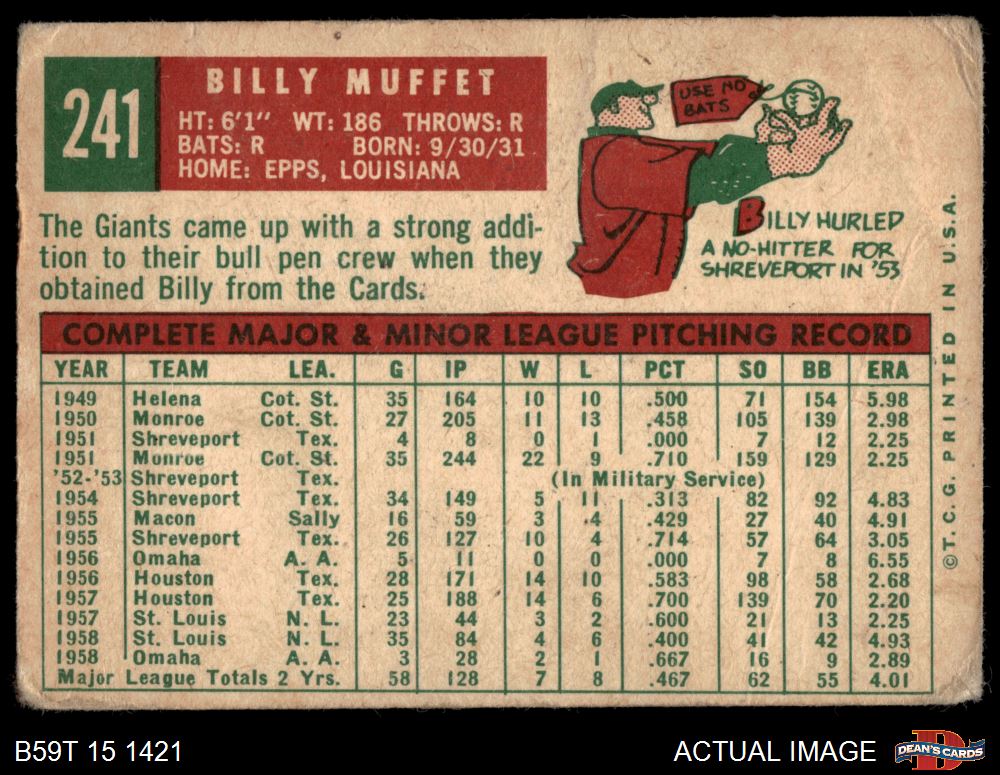 241
BILLY MUFFET
HT: 6'1" WT: 186 THROWS: R
BATS: R BORN: 9/30/31
HOME: EPPS, LOUISIANA
USE NO
BATS
BILLY HURLED
A NO-HITTER FOR
SHREVEPORT IN '53
The Giants came up with a strong addi-
tion to their bull pen crew when they
obtained Billy from the Cards.
COMPLETE MAJOR & MINOR LEAGUE PITCHING RECORD
YEAR TEAM LEA. G IP W L PCT SO BB ERA
1949 Helena Cot. St. 35 164 10 10 .500 71 154 5.98
1950 Monroe Cot. St. 27 205 11 13 .458 105 139 2.98
1951 Shreveport Tex. 4 8 0 1 .000 7 12 2.25
1951 Monroe Cot. St. 35 244 22 9 .710 159 129 2.25
'52-'53 Shreveport Tex. (In Military Service)
1954 Shreveport Tex. 34 149 5 11 .313 82 92 4.83
1955 Macon Sally 16 59 3 4 .429 27 40 4.91
1955 Shreveport Tex. 26 127 10 4 .714 57 64 3.05
1956 Omaha A. A. 5 11 0 0 .000 7 8 6.55
1956 Houston Tex. 28 171 14 10 .583 98 58 2.68
1957 Houston Tex. 25 188 14 6 .700 139 70 2.20
1957 St. Louis N. L. 23 44 3 2 .600 21 13 2.25
1958 St. Louis N. L. 35 84 4 6 .400 41 42 4.93
1958 Omaha A. A. 3 28 2 1 .667 16 9 2.89
Major League Totals 2 Yrs. 58 128 7 8 .467 62 55 4.01
©T. C. G. PRINTED IN U.S.A.
B59T 15 1421
ACTUAL IMAGE
DEAN'S CARDS